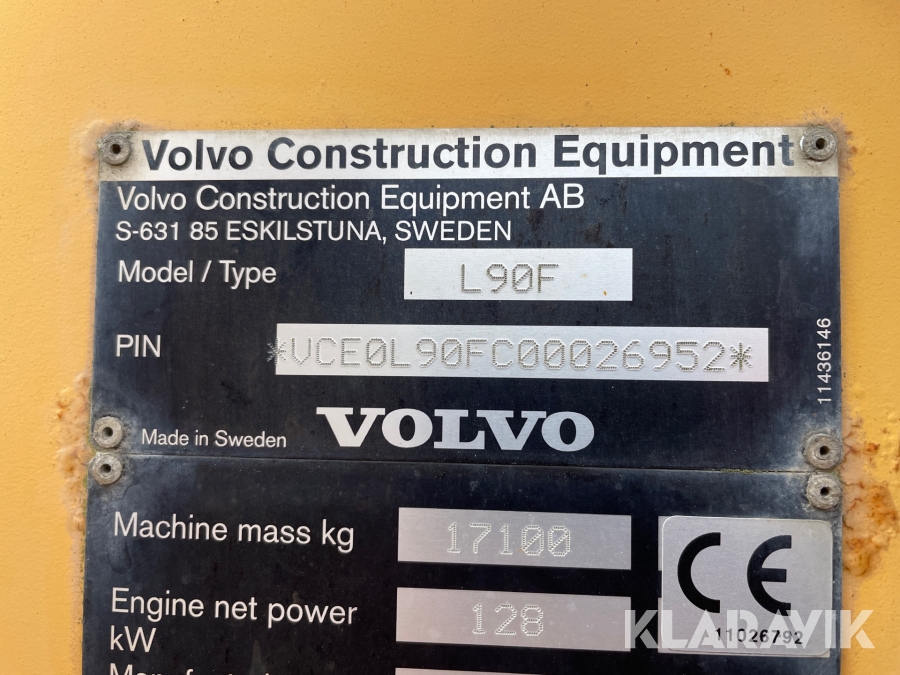 Volvo Construction Equipment
Volvo Construction Equipment AB
S-631 85 ESKILSTUNA, SWEDEN
Model / Type L90F
PIN *VCE0L90FC00026952*
11436146
Made in Sweden VOLVO
Machine mass kg 17100
CE
Engine net power 128
kW
11026792
KLARAVIK